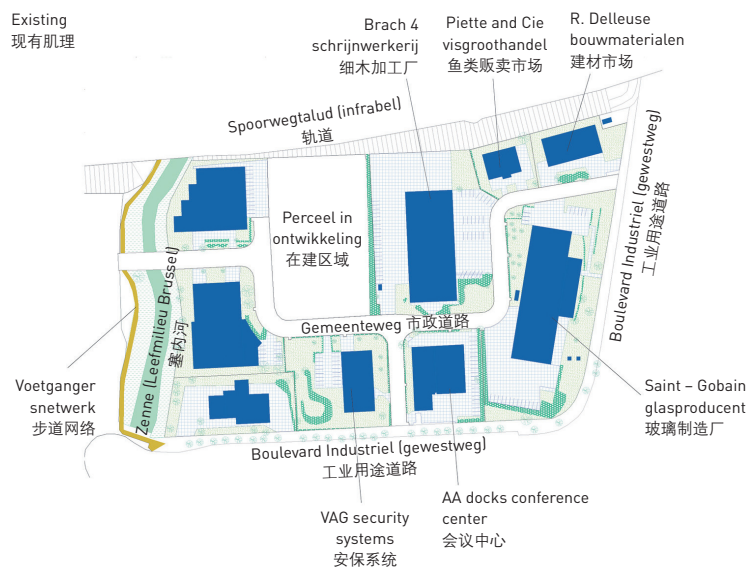 Existing
现有肌理
Brach 4
schrijnwerkerij
细木加工厂
Piette and Cie
visgroothandel
鱼类贩卖市场
R. Delleuse
bouwmaterialen
建材市场
Spoorwegtalud (infrabel)
轨道
Perceel in
ontwikkeling
在建区域
Boulevard Industriel (gewestweg)
工业用途道路
Gemeenteweg 市政道路
Zenne (Leefmilieu Brussel)
塞内河
Voetganger
snetwerk
步道网络
Saint – Gobain
glasproducent
玻璃制造厂
Boulevard Industriel (gewestweg)
工业用途道路
VAG security
systems
安保系统
AA docks conference
center
会议中心